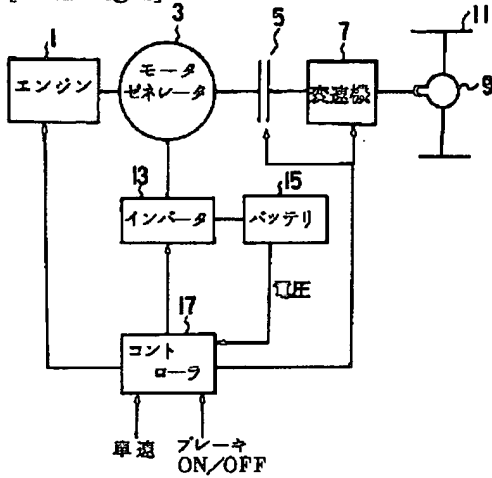 1
3
5
7
11
エンジン
モータ
ゼネレータ
変速機
9
13
15
インバータ
バッテリ
電圧
17
コント
ローラ
車速
ブレーキ
ON/OFF